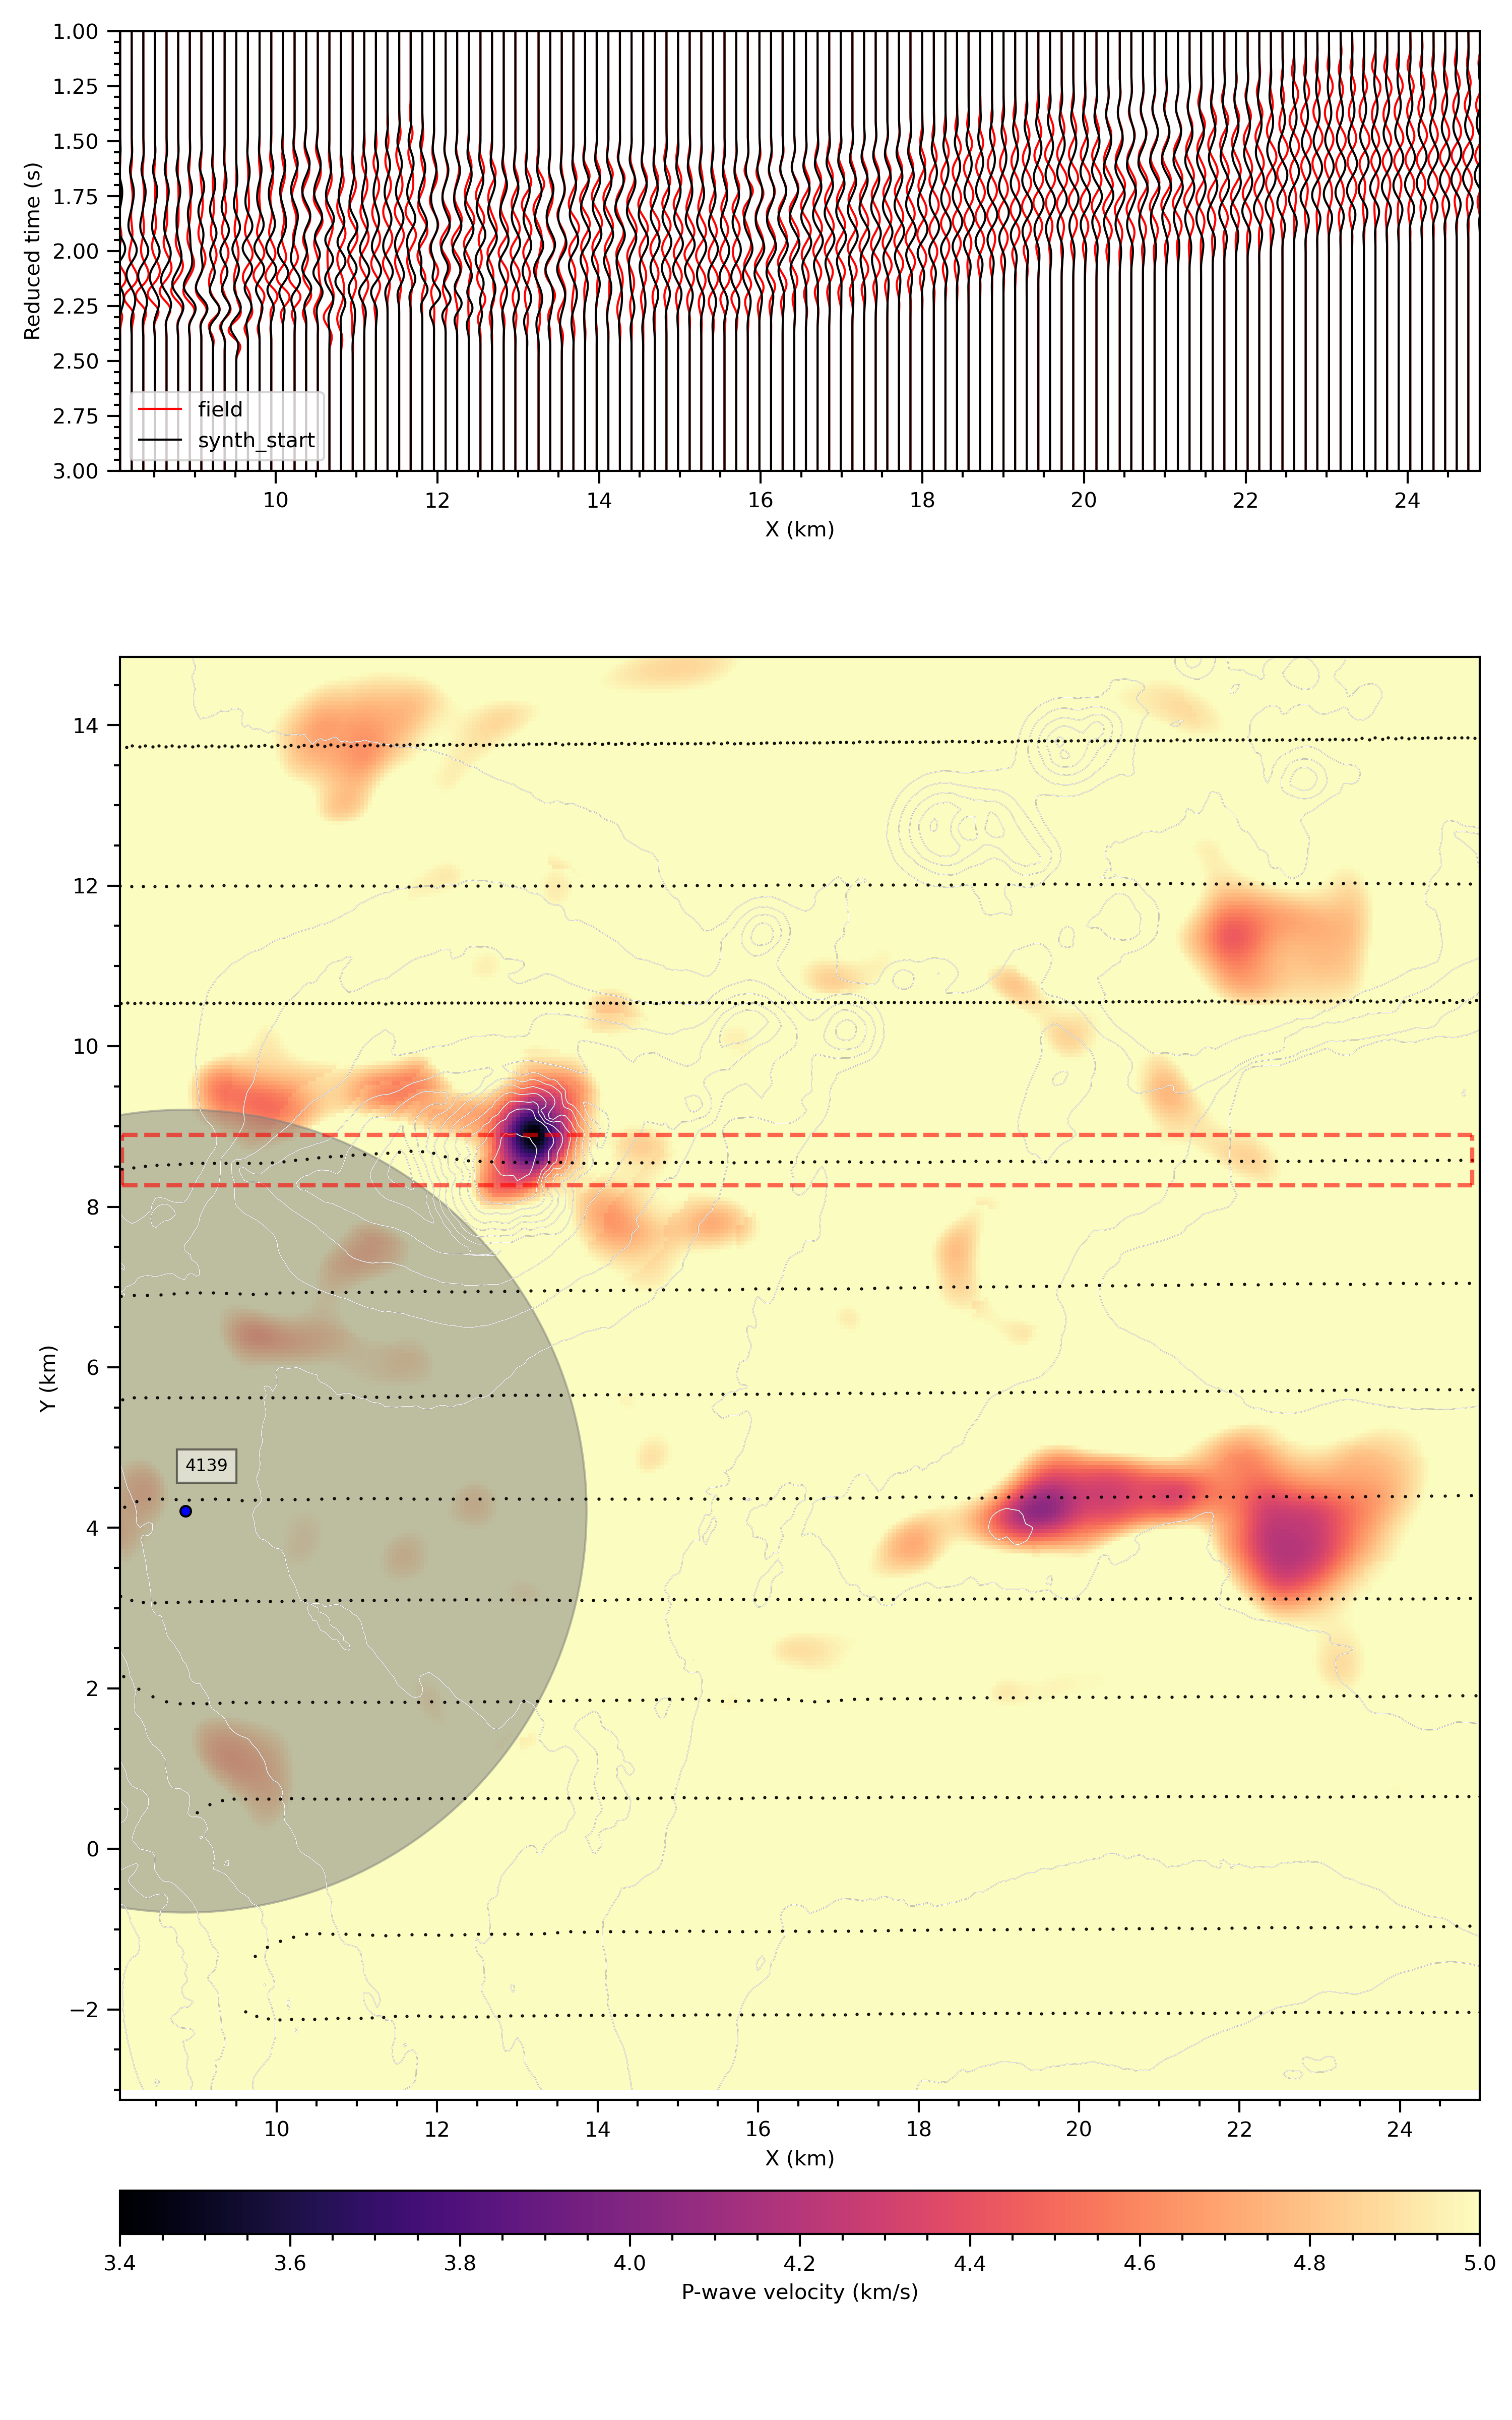 1.00
1.25
1.50
1.75
2.00
2.25
2.50
2.75
3.00
Reduced time (s)
field
synth_start
10 12 14 16 18 20 22 24
X (km)
14
12
10
8
6
4
2
0
−2
Y (km)
4139
10 12 14 16 18 20 22 24
X (km)
3.4 3.6 3.8 4.0 4.2 4.4 4.6 4.8 5.0
P-wave velocity (km/s)